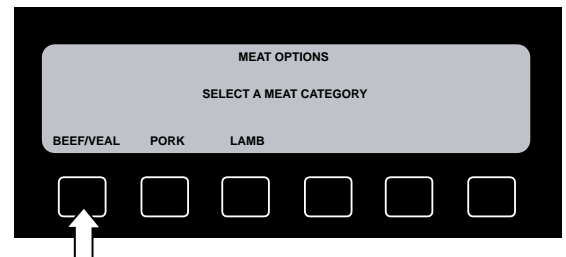 MEAT OPTIONS
SELECT A MEAT CATEGORY
BEEF/VEAL PORK LAMB